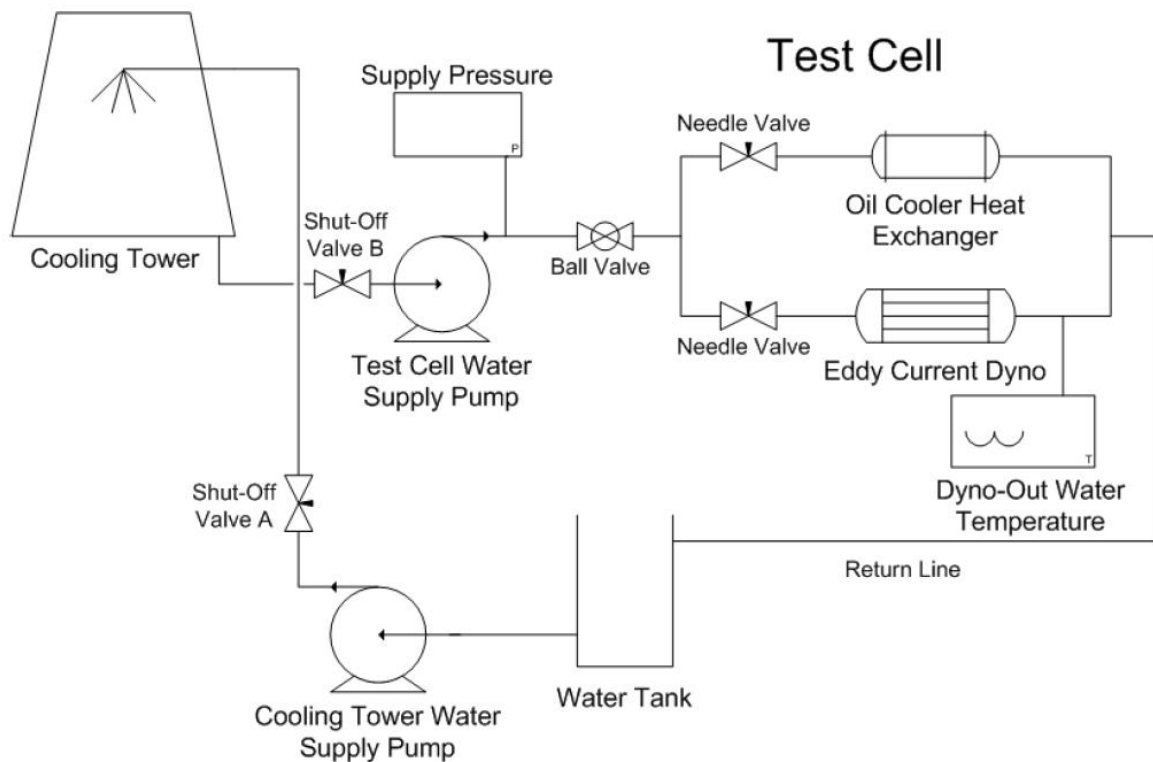 Test Cell
Supply Pressure
P
Needle Valve
Oil Cooler Heat
Exchanger
Cooling Tower
Shut-Off
Valve B
Ball Valve
Test Cell Water
Supply Pump
Needle Valve
Eddy Current Dyno
T
Dyno-Out Water
Temperature
Shut-Off
Valve A
Return Line
Water Tank
Cooling Tower Water
Supply Pump